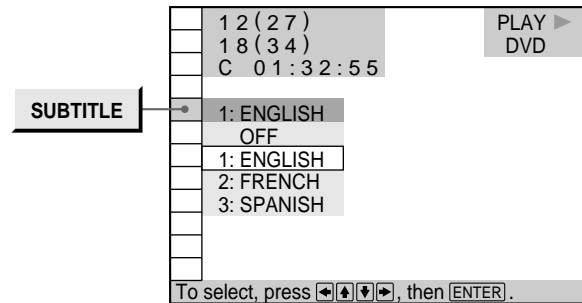 12(27)
18(34)
C 01:32:55
PLAY ▶
DVD
SUBTITLE
1: ENGLISH
OFF
1: ENGLISH
2: FRENCH
3: SPANISH
To select, press ←↑↓→, then ENTER.